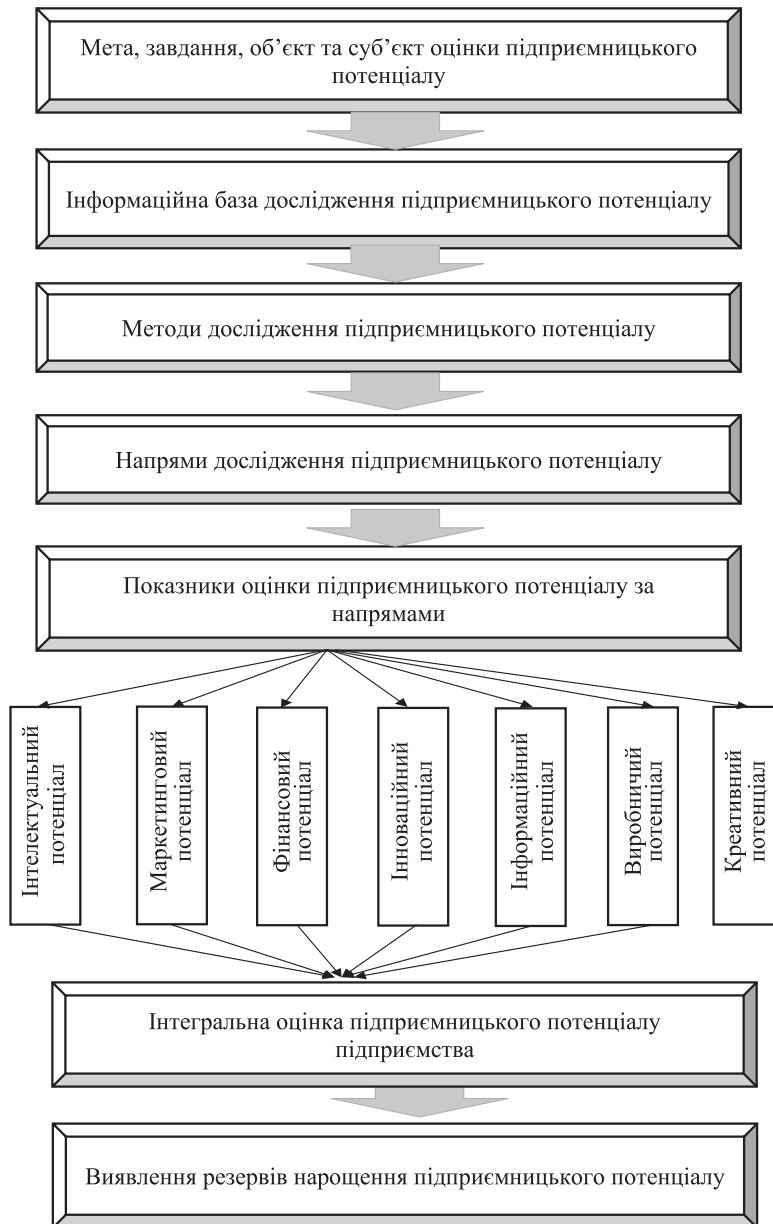 Мета, завдання, об’єкт та суб’єкт оцінки підприємницького
потенціалу
Інформаційна база дослідження підприємницького потенціалу
Методи дослідження підприємницького потенціалу
Напрями дослідження підприємницького потенціалу
Показники оцінки підприємницького потенціалу за
напрямами
Інтелектуальний
потенціал
Маркетинговий
потенціал
Фінансовий
потенціал
Інноваційний
потенціал
Інформаційний
потенціал
Виробничий
потенціал
Креативний
потенціал
Інтегральна оцінка підприємницького потенціалу
підприємства
Виявлення резервів нарощення підприємницького потенціалу